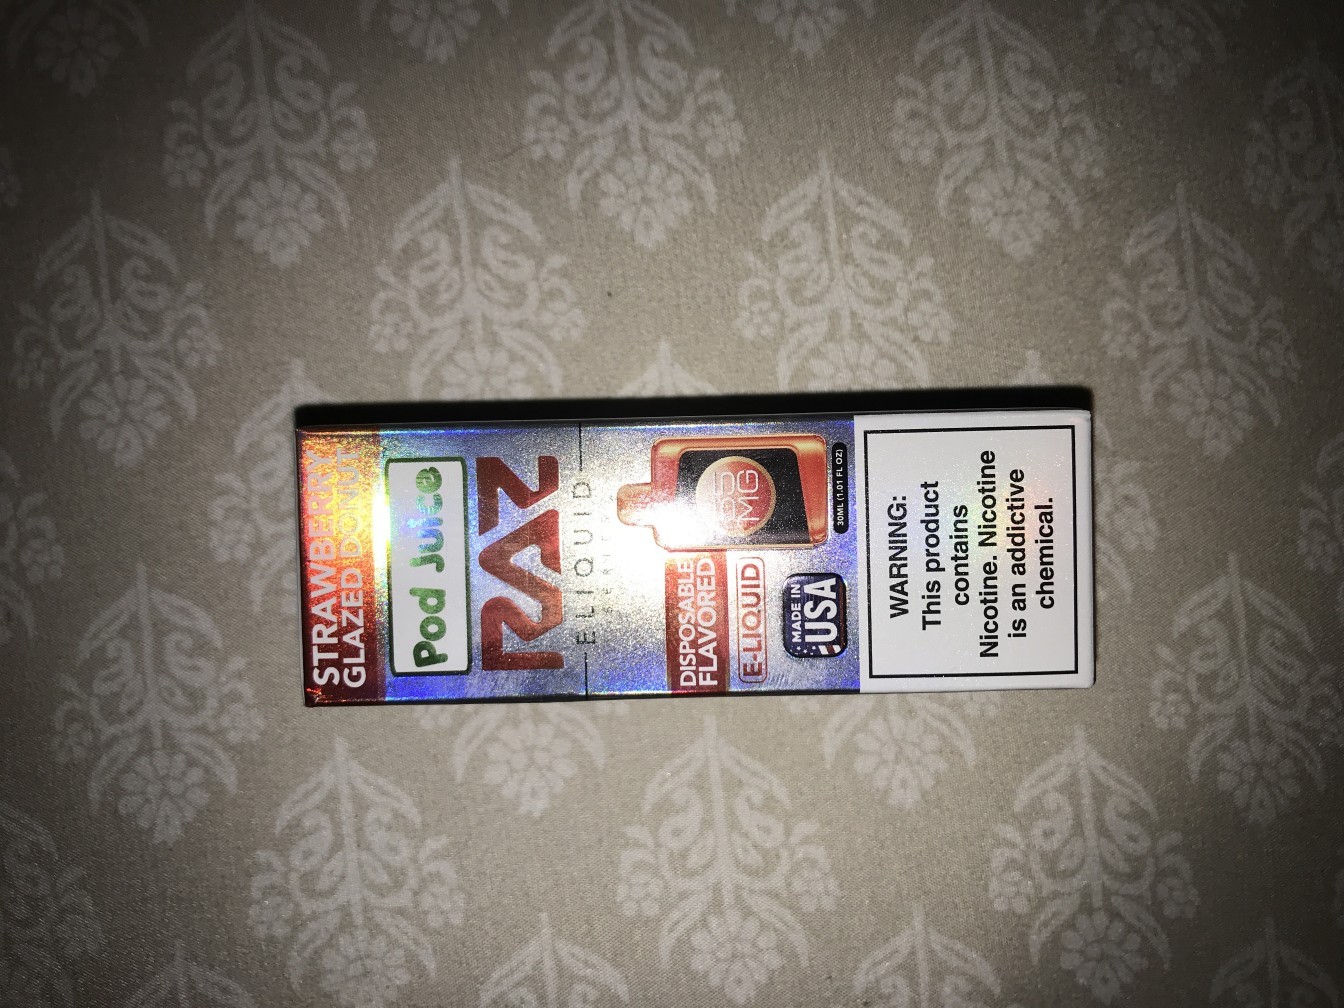 STRAWBERRY
GLAZED DONUT
Pod Juice
RAZ
E-LIQUID
MG
30ML (1.01 FL OZ)
DISPOSABLE
FLAVORED
E-LIQUID
MADE IN
USA
WARNING:
This product
contains
Nicotine. Nicotine
is an addictive
chemical.